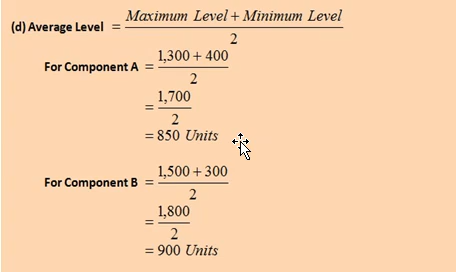 (d) Average Level = Maximum Level + Minimum Level / 2
For Component A = 1,300 + 400 / 2
= 1,700 / 2
= 850 Units
For Component B = 1,500 + 300 / 2
= 1,800 / 2
= 900 Units